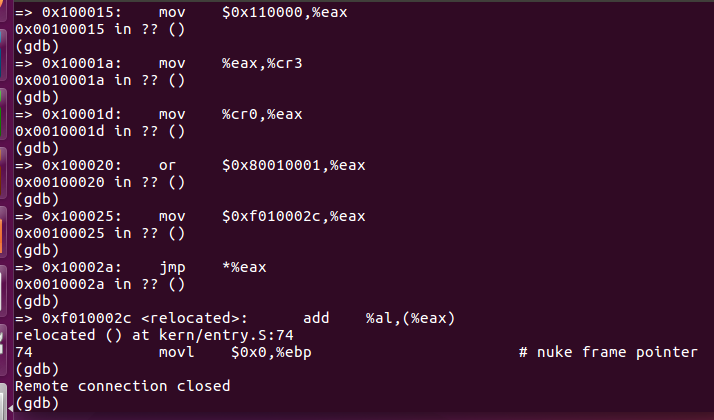 => 0x100015:    mov    $0x110000,%eax
0x00100015 in ?? ()
(gdb)
=> 0x10001a:    mov    %eax,%cr3
0x0010001a in ?? ()
(gdb)
=> 0x10001d:    mov    %cr0,%eax
0x0010001d in ?? ()
(gdb)
=> 0x100020:    or     $0x80010001,%eax
0x00100020 in ?? ()
(gdb)
=> 0x100025:    mov    $0xf010002c,%eax
0x00100025 in ?? ()
(gdb)
=> 0x10002a:    jmp    *%eax
0x0010002a in ?? ()
(gdb)
=> 0xf010002c <relocated>:      add    %al,(%eax)
relocated () at kern/entry.S:74
74              movl    $0x0,%ebp                       # nuke frame pointer
(gdb)
Remote connection closed
(gdb)